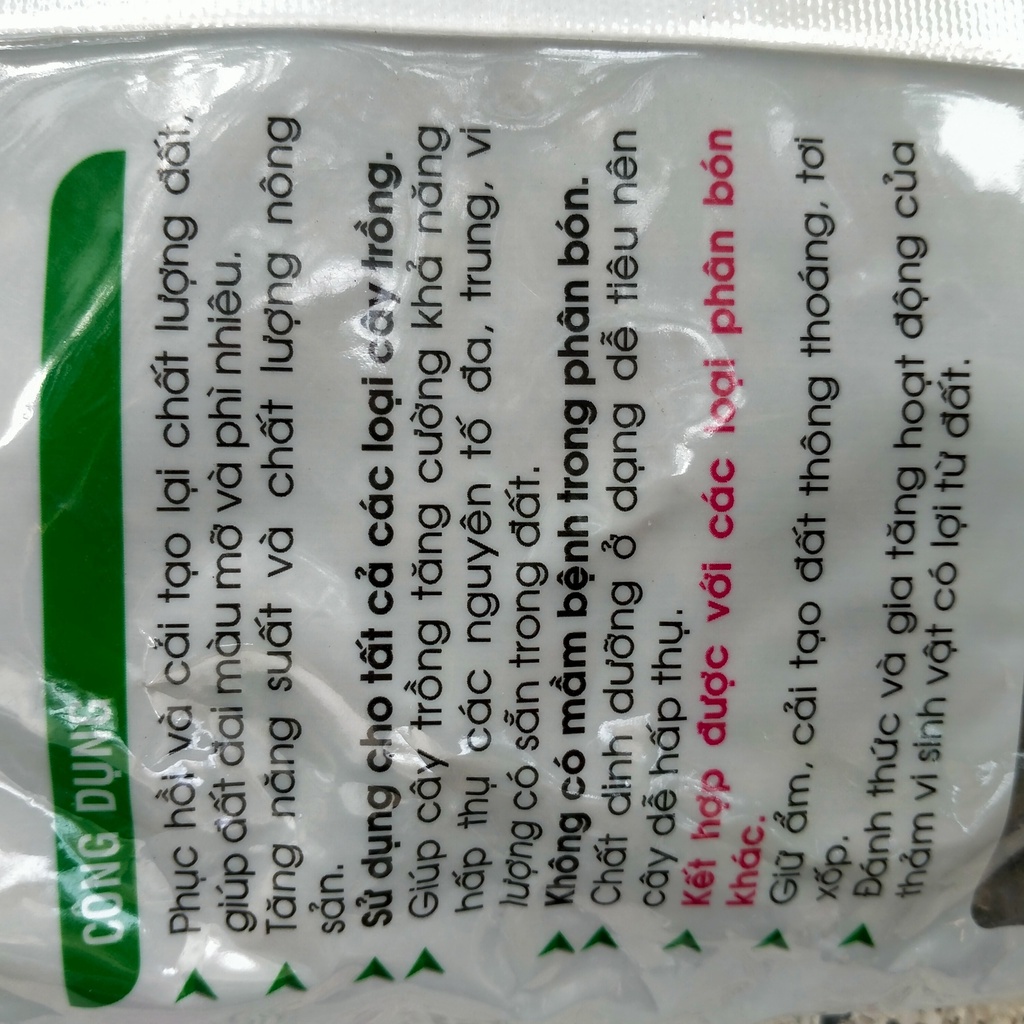 CÔNG DỤNG
Phục hồi và cải tạo lại chất lượng đất,
giúp đất đai màu mỡ và phì nhiêu.
Tăng năng suất và chất lượng nông
sản.
Sử dụng cho tất cả các loại cây trồng.
Giúp cây trồng tăng cường khả năng
hấp thụ các nguyên tố đa, trung, vi
lượng có sẵn trong đất.
Không có mầm bệnh trong phân bón.
Chất dinh dưỡng ở dạng dễ tiêu nên
cây dễ hấp thụ.
Kết hợp được với các loại phân bón
khác.
Giữ ẩm, cải tạo đất thông thoáng, tơi
xốp.
Đánh thức và gia tăng hoạt động của
thảm vi sinh vật có lợi từ đất.